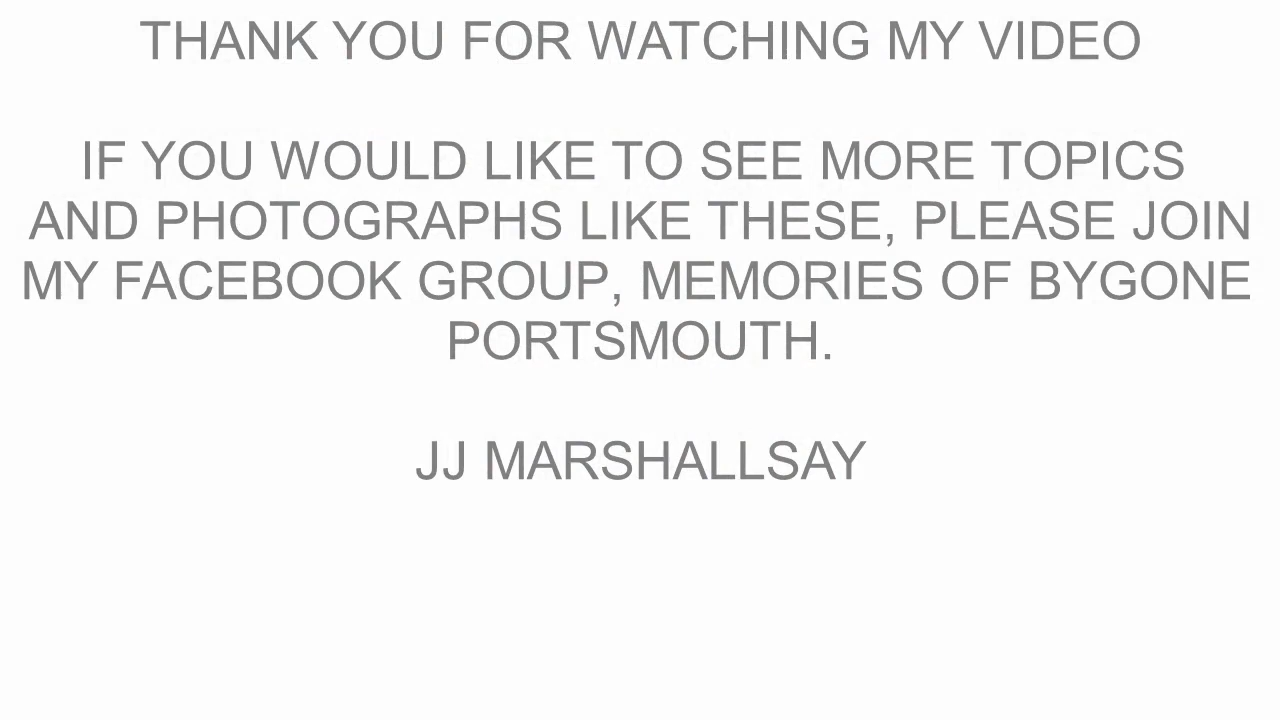 THANK YOU FOR WATCHING MY VIDEO
IF YOU WOULD LIKE TO SEE MORE TOPICS
AND PHOTOGRAPHS LIKE THESE, PLEASE JOIN
MY FACEBOOK GROUP, MEMORIES OF BYGONE
PORTSMOUTH.
JJ MARSHALLSAY